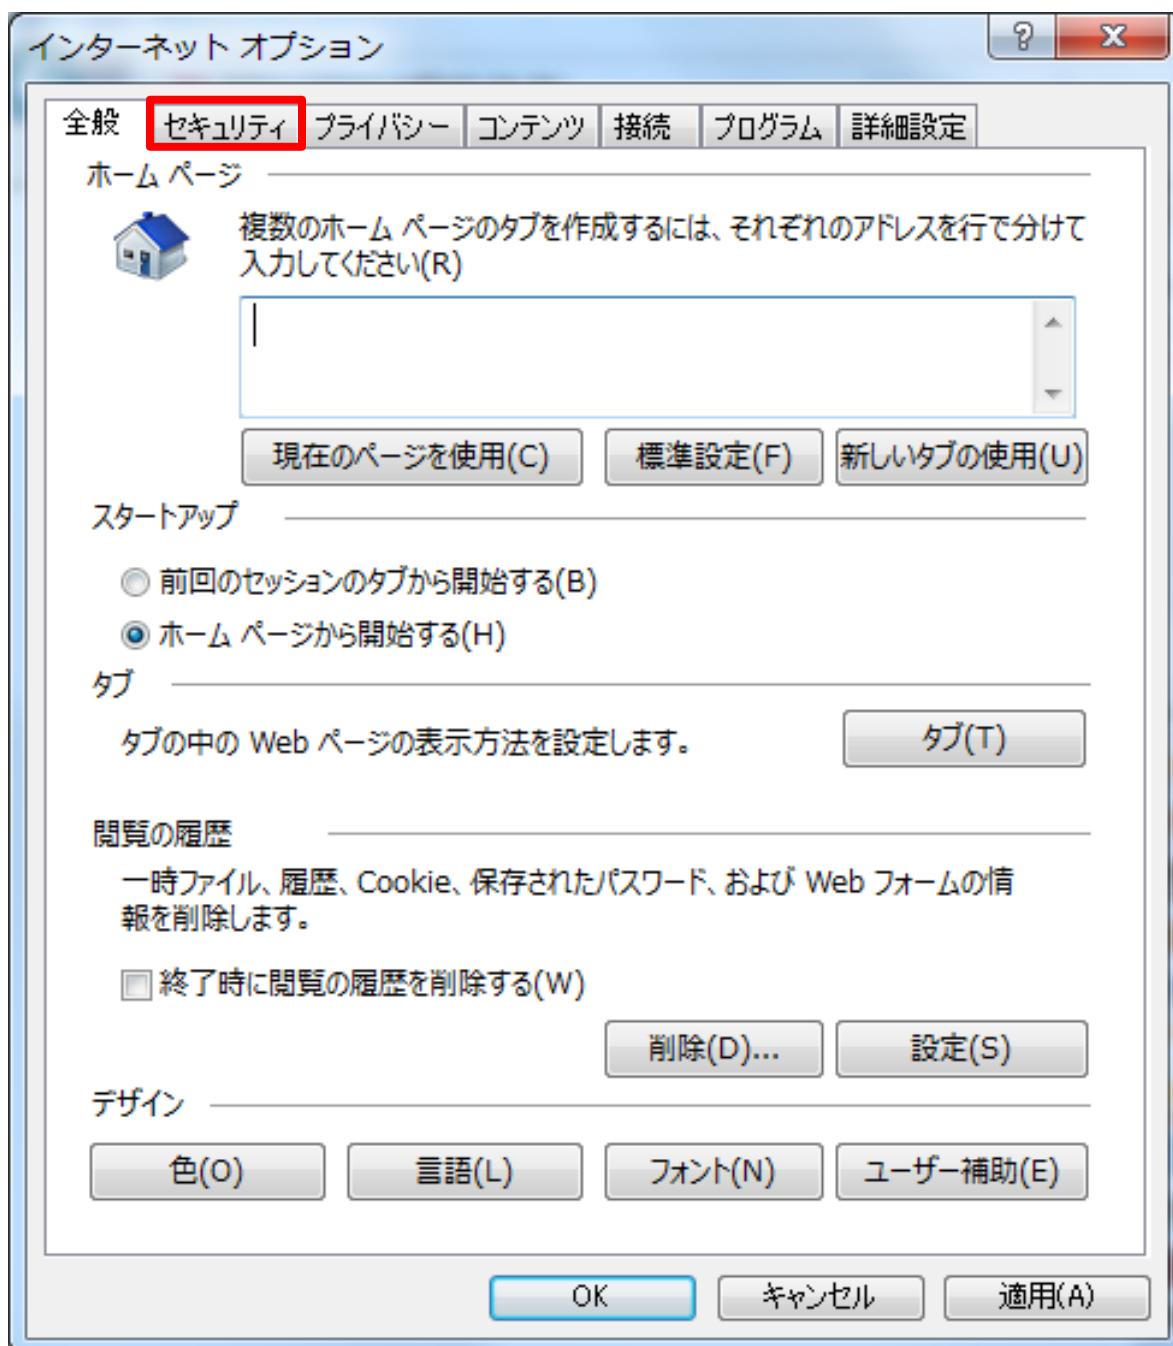 インターネット オプション
?
全般 セキュリティ プライバシー コンテンツ 接続 プログラム 詳細設定
ホーム ページ
複数のホーム ページのタブを作成するには、それぞれのアドレスを行で分けて
入力してください(R)
現在のページを使用(C) 標準設定(F) 新しいタブの使用(U)
スタートアップ
前回のセッションのタブから開始する(B)
ホーム ページから開始する(H)
タブ
タブの中の Web ページの表示方法を設定します。 タブ(T)
閲覧の履歴
一時ファイル、履歴、Cookie、保存されたパスワード、および Web フォームの情
報を削除します。
終了時に閲覧の履歴を削除する(W)
削除(D)... 設定(S)
デザイン
色(O) 言語(L) フォント(N) ユーザー補助(E)
OK キャンセル 適用(A)